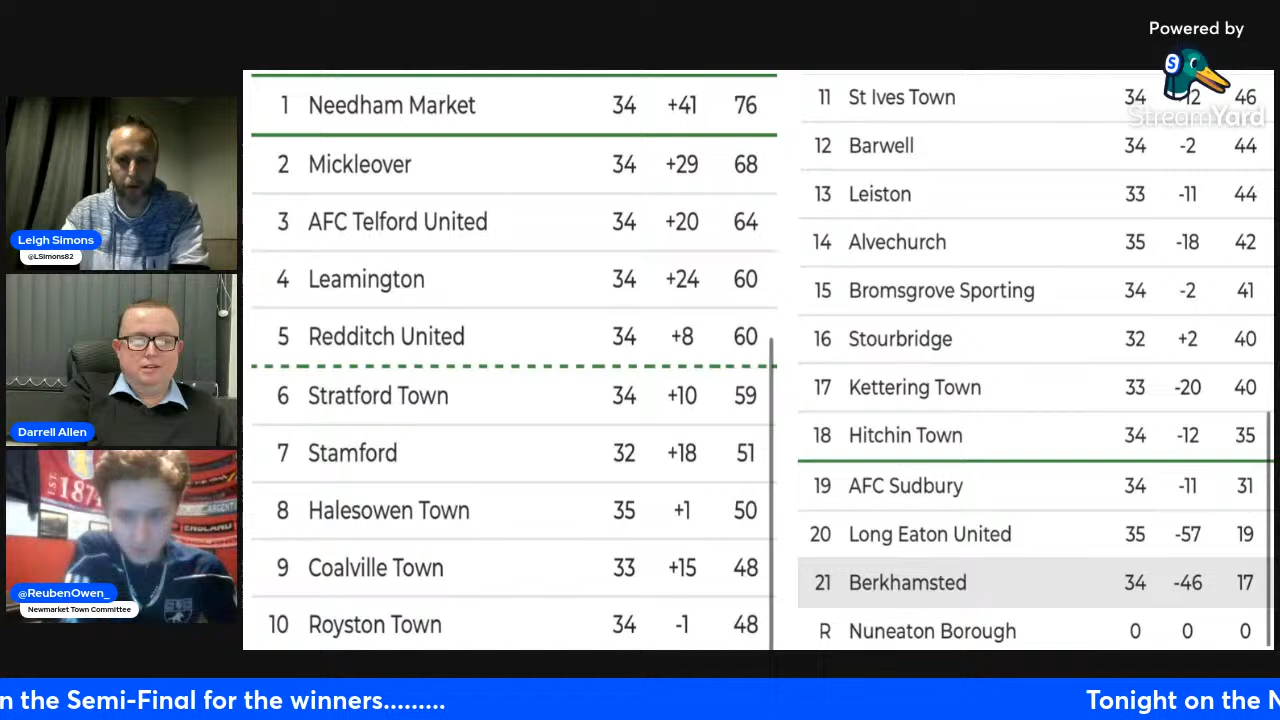 Powered by
StreamYard
Leigh Simons
@LSimons82
Darrell Allen
EST.
187
ARGENTI
ENGLAND
@ReubenOwen_
Newmarket Town Committee
1 Needham Market 34 +41 76
2 Mickleover 34 +29 68
3 AFC Telford United 34 +20 64
4 Leamington 34 +24 60
5 Redditch United 34 +8 60
6 Stratford Town 34 +10 59
7 Stamford 32 +18 51
8 Halesowen Town 35 +1 50
9 Coalville Town 33 +15 48
10 Royston Town 34 -1 48
11 St Ives Town 34 12 46
12 Barwell 34 -2 44
13 Leiston 33 -11 44
14 Alvechurch 35 -18 42
15 Bromsgrove Sporting 34 -2 41
16 Stourbridge 32 +2 40
17 Kettering Town 33 -20 40
18 Hitchin Town 34 -12 35
19 AFC Sudbury 34 -11 31
20 Long Eaton United 35 -57 19
21 Berkhamsted 34 -46 17
R Nuneaton Borough 0 0 0
n the Semi-Final for the winners.........
Tonight on the N